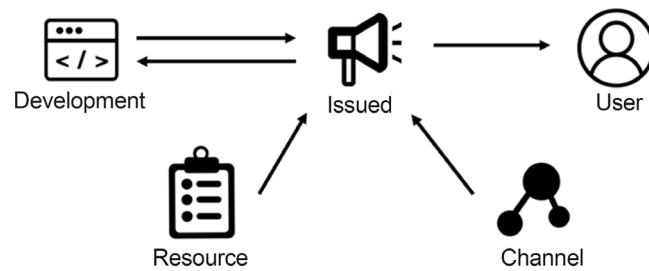 </>
Development
Issued
User
Resource
Channel